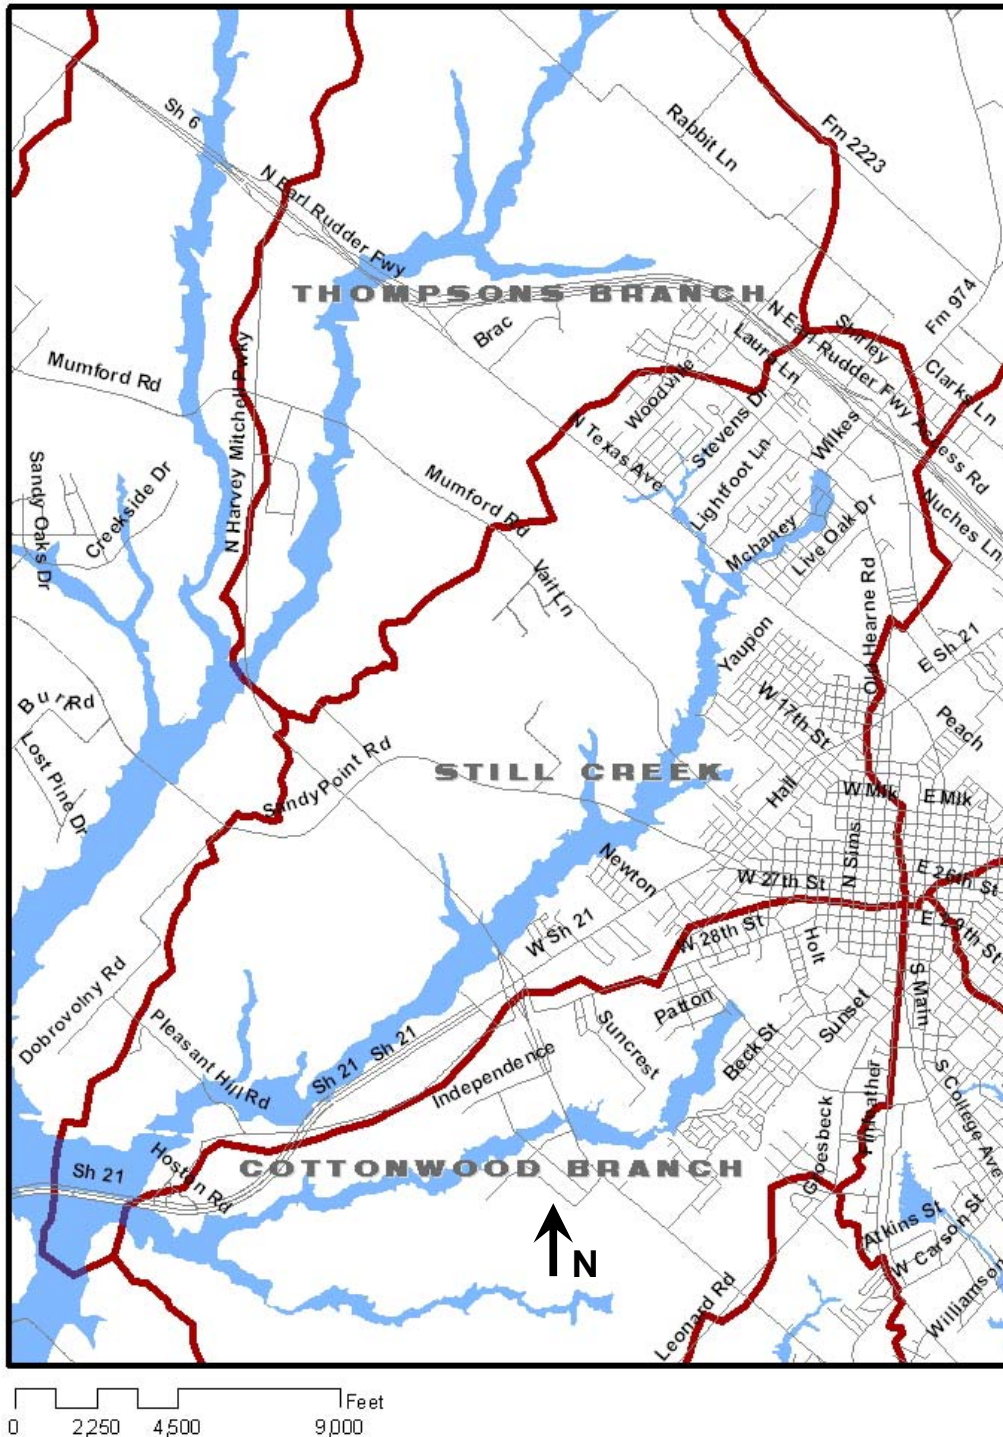 Sh 6
Rabbit Ln
Fm 2223
N Earl Rudder Fwy
THOMPSONS BRANCH
Fm 974
Brac
N Earl Rudder Fwy Acess Rd
Shirley
Laura Ln
Clarks Ln
Mumford Rd
N Harvey Mitchell Pwky
Woodville
Stevens Dr
Wilkes
N Texas Ave
Lightfoot Ln
Sandy Oaks Dr
Creekside Dr
Mumford Rd
Nuches Ln
Mchaney
Live Oak Dr
Vait Ln
Old Hearne Rd
E Sh 21
Yaupon
Burr Rd
W 17th St
Peach
Lost Pine Dr
Sandy Point Rd
STILL CREEK
Hall
W Mlk
E Mlk
N Sims
Newton
W 27th St
E 26th St
W Sh 21
W 28th St
E 29th St
Holt
Dobrovolny Rd
Pleasant Hill Rd
Patton
Suncrest
Sunset
S Main
Sh 21
Sh 21
Independence
Beck St
Finfeather
S College Ave
Groesbeck
Sh 21
Hoston Rd
COTTONWOOD BRANCH
Atkins St
W Carson St
N
Leonard Rd
Williamson
Feet
0 2,250 4,500 9,000